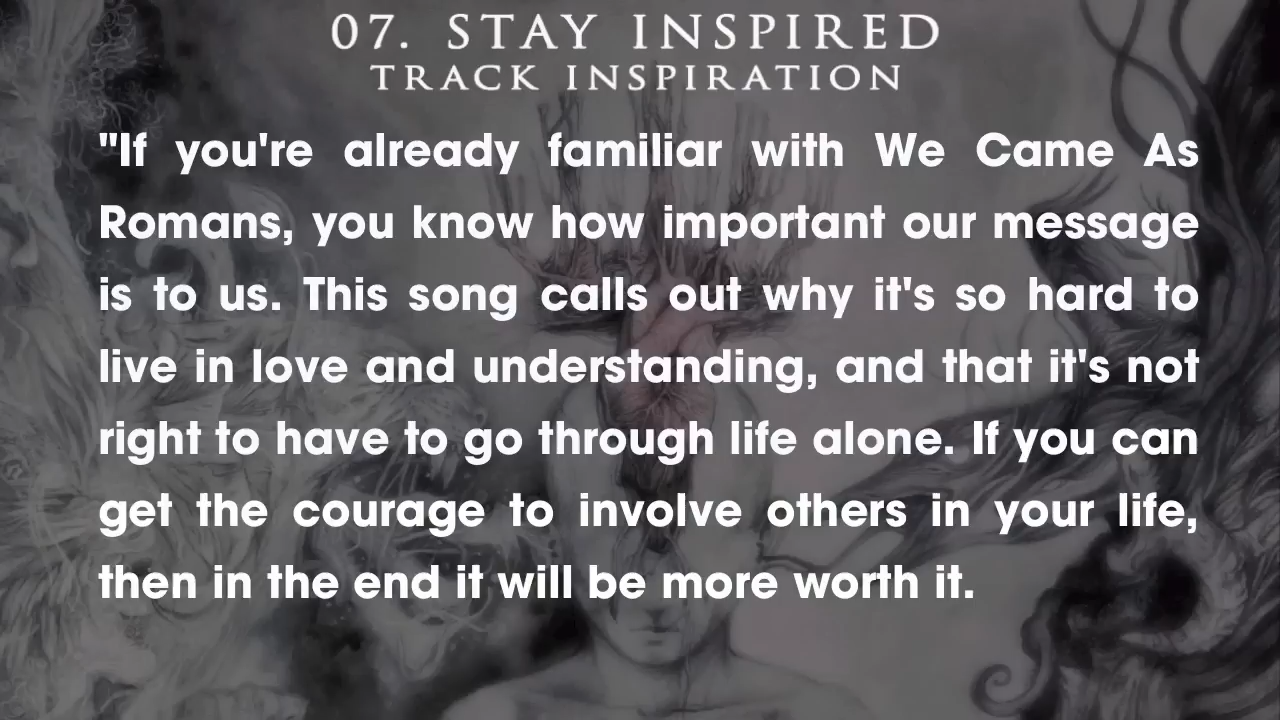 07. STAY INSPIRED
TRACK INSPIRATION
"If you're already familiar with We Came As
Romans, you know how important our message
is to us. This song calls out why it's so hard to
live in love and understanding, and that it's not
right to have to go through life alone. If you can
get the courage to involve others in your life,
then in the end it will be more worth it.